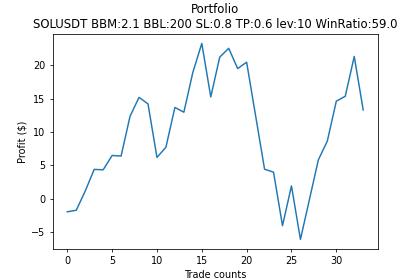 Portfolio
SOLUSDT BBM:2.1 BBL:200 SL:0.8 TP:0.6 lev:10 WinRatio:59.0
Profit ($)
20
15
10
5
0
−5
0 5 10 15 20 25 30
Trade counts